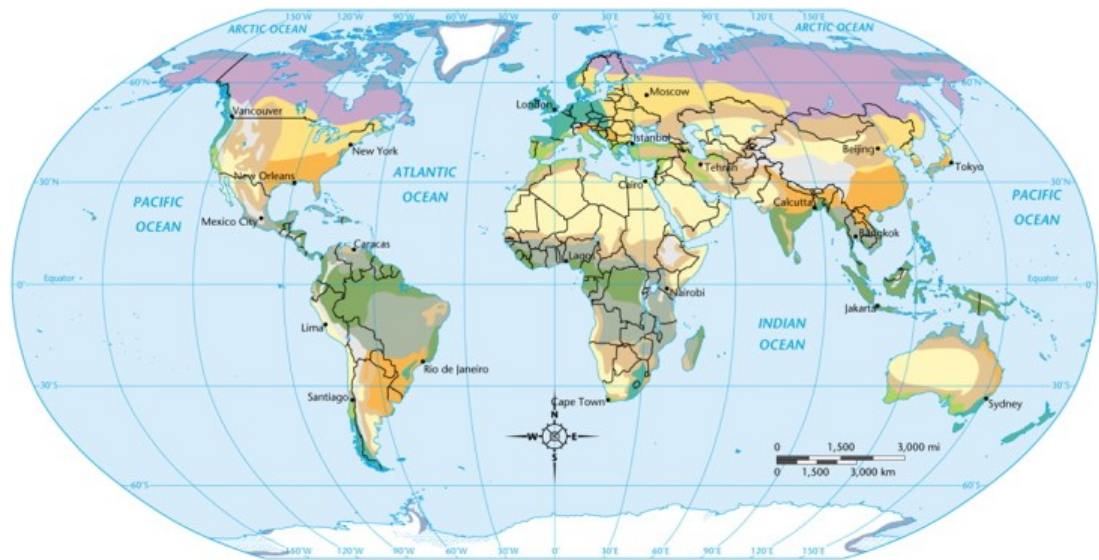 150°W 120°W 90°W 60°W 30°W 0° 30°E 60°E 90°E 120°E 150°E
ARCTIC OCEAN
ARCTIC OCEAN
60°N
60°N
Vancouver
London
Moscow
New York
Istanbul
Beijing
Tokyo
Tehran
ATLANTIC
OCEAN
New Orleans
30°N
Cairo
30°N
PACIFIC
OCEAN
PACIFIC
OCEAN
Mexico City
Calcutta
Bangkok
Caracas
Lagos
Equator
0°
Equator
0°
Nairobi
Jakarta
Lima
INDIAN
OCEAN
Rio de Janeiro
30°S
30°S
Santiago
Cape Town
Sydney
N
W E
S
0 1,500 3,000 mi
0 1,500 3,000 km
60°S
60°S
150°W 120°W 90°W 60°W 30°W 0° 30°E 60°E 90°E 120°E 150°E